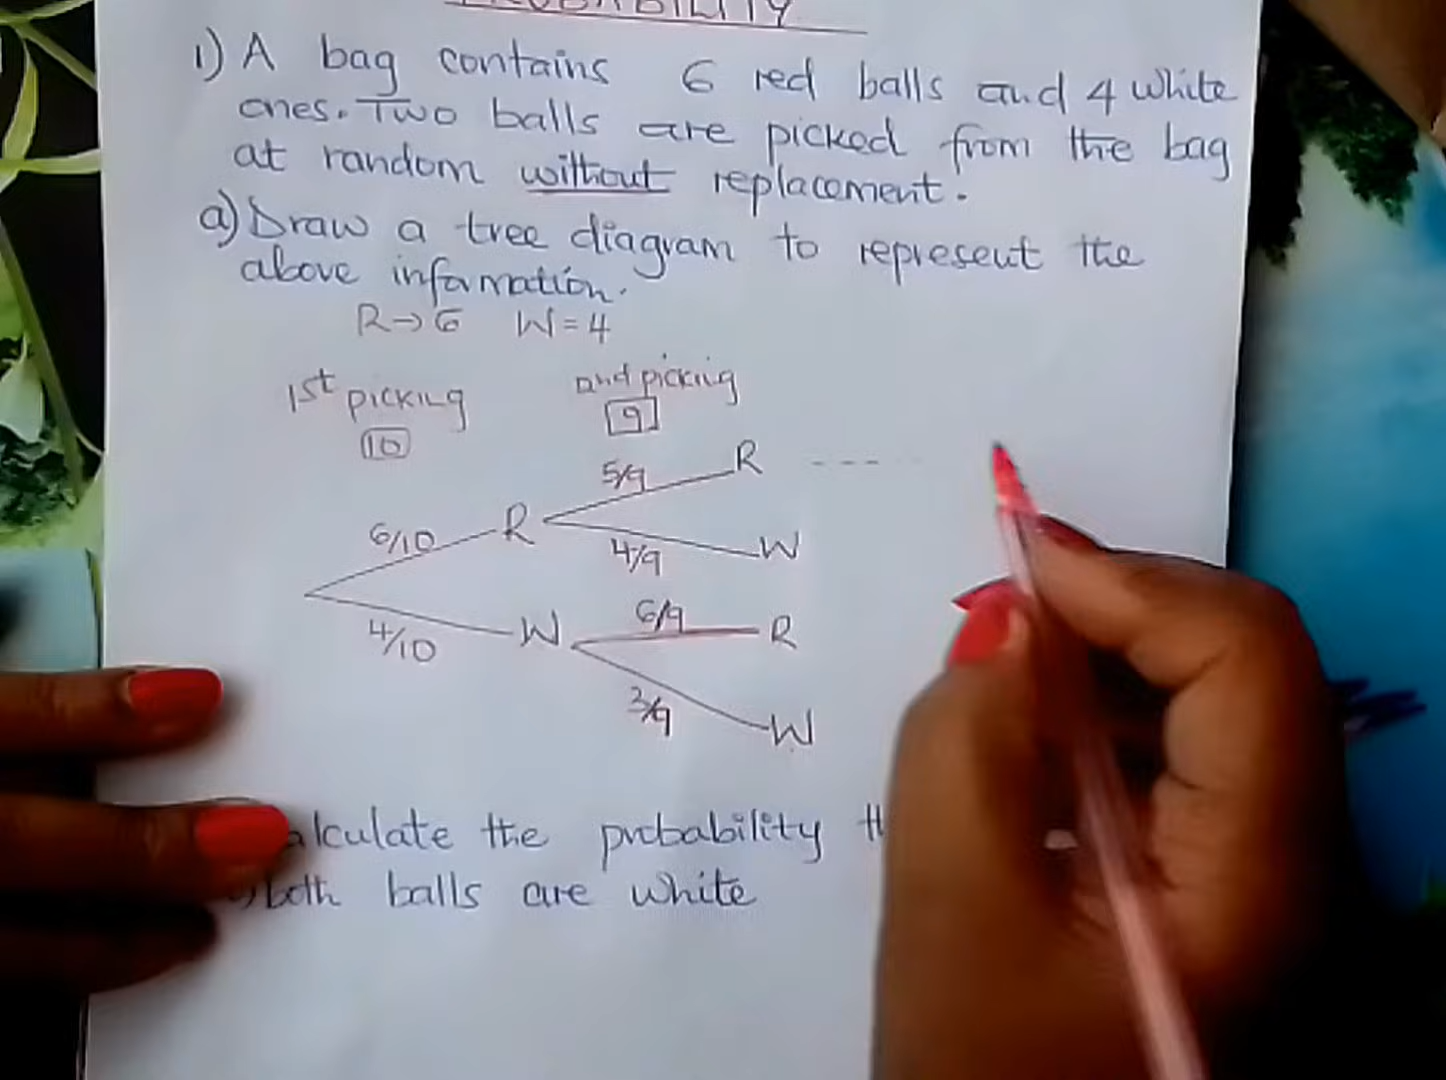 PROBABILITY
1) A bag contains 6 red balls and 4 white
ones. Two balls are picked from the bag
at random without replacement.
a) Draw a tree diagram to represent the
above information.
R→6 W=4
1st picking 2nd picking
10 9
5/9 R ---
6/10 R
4/9 W
6/9 R
4/10 W
3/9 W
alculate the probability
both balls are white